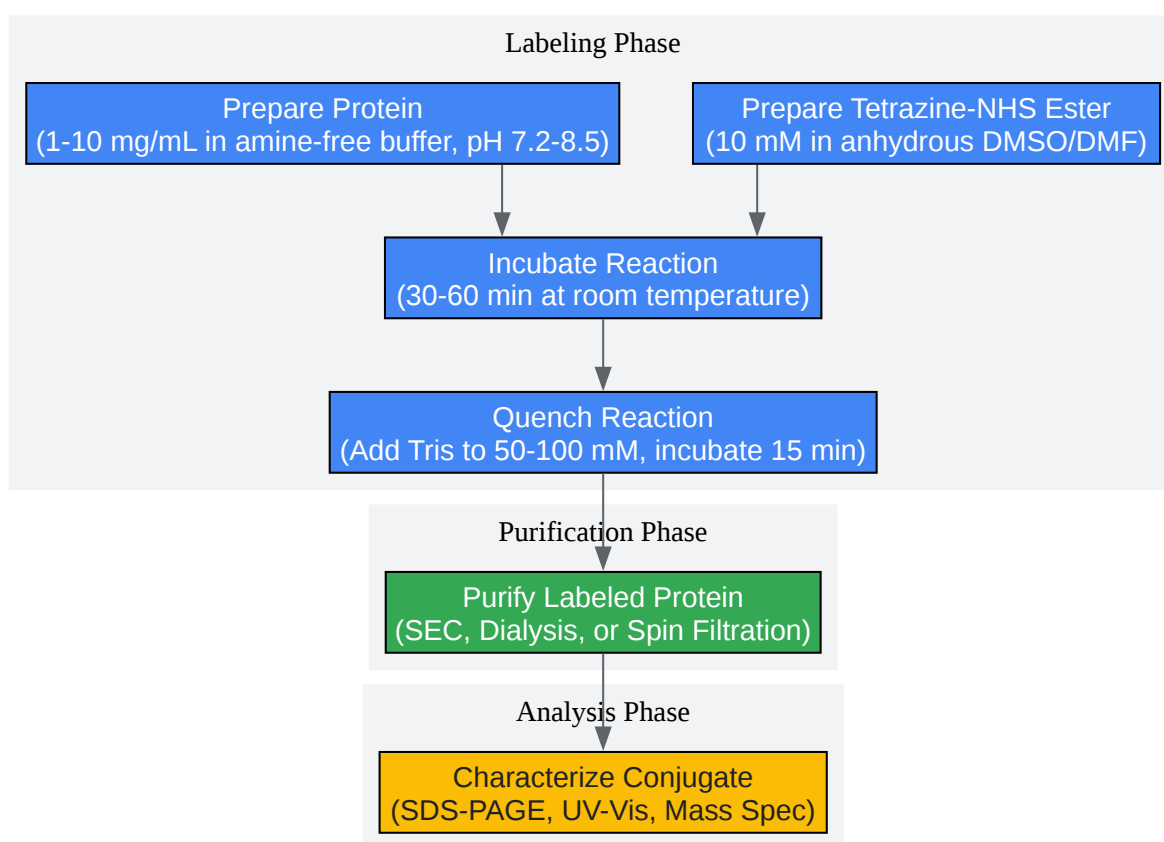 Labeling Phase
Prepare Protein
(1-10 mg/mL in amine-free buffer, pH 7.2-8.5)
Prepare Tetrazine-NHS Ester
(10 mM in anhydrous DMSO/DMF)
Incubate Reaction
(30-60 min at room temperature)
Quench Reaction
(Add Tris to 50-100 mM, incubate 15 min)
Purification Phase
Purify Labeled Protein
(SEC, Dialysis, or Spin Filtration)
Analysis Phase
Characterize Conjugate
(SDS-PAGE, UV-Vis, Mass Spec)